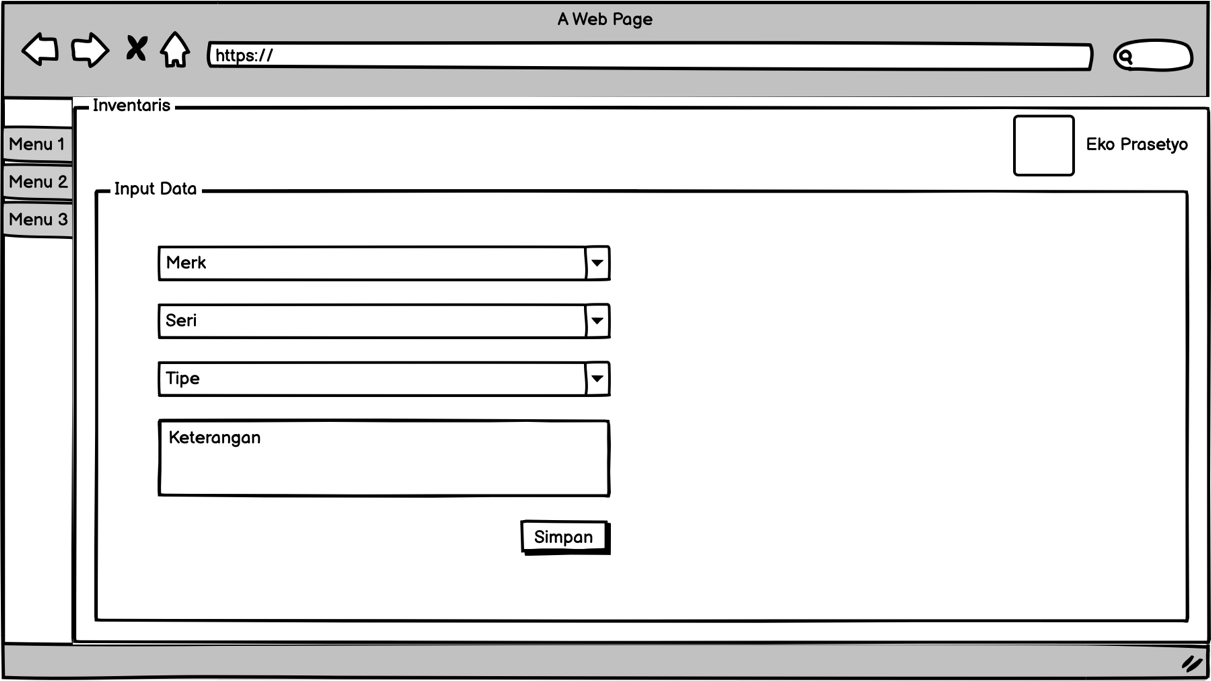 A Web Page
https://
Inventaris
Menu 1
Eko Prasetyo
Menu 2
Input Data
Menu 3
Merk
Seri
Tipe
Keterangan
Simpan